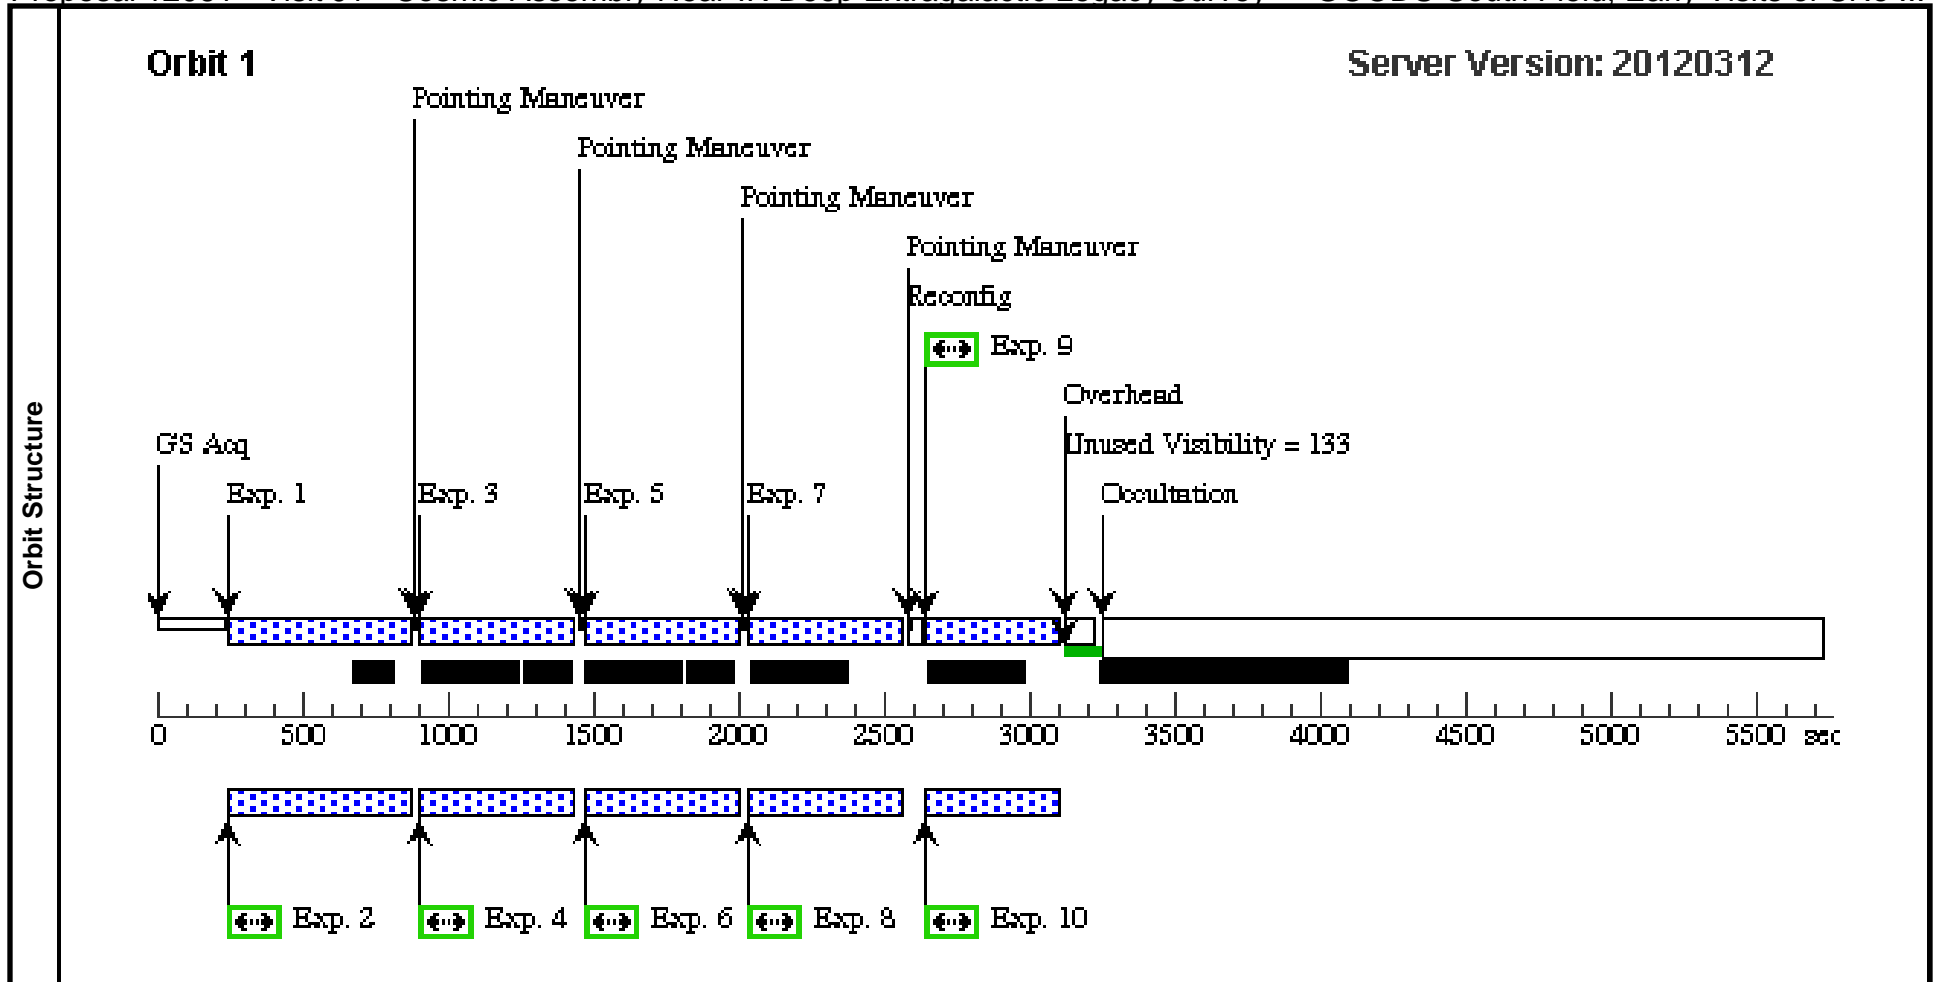 Orbit 1
Server Version: 20120312
Pointing Maneuver
Pointing Maneuver
Pointing Maneuver
Pointing Maneuver
Reconfig
Exp. 9
Overhead
GS Acq
Unused Visibility = 133
Exp. 1
Exp. 3
Exp. 5
Exp. 7
Occultation
Orbit Structure
0 500 1000 1500 2000 2500 3000 3500 4000 4500 5000 5500 sec
Exp. 2
Exp. 4
Exp. 6
Exp. 8
Exp. 10